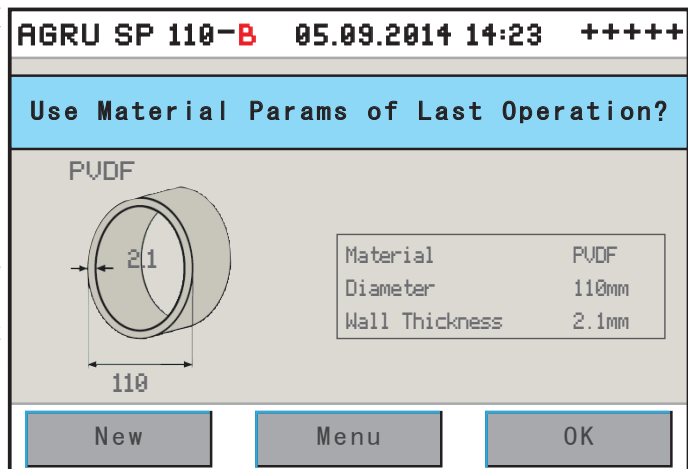 AGRU SP 110-B 05.09.2014 14:23 +++++
Use Material Params of Last Operation?
PVDF
2.1
110
Material PVDF
Diameter 110mm
Wall Thickness 2.1mm
New Menu OK